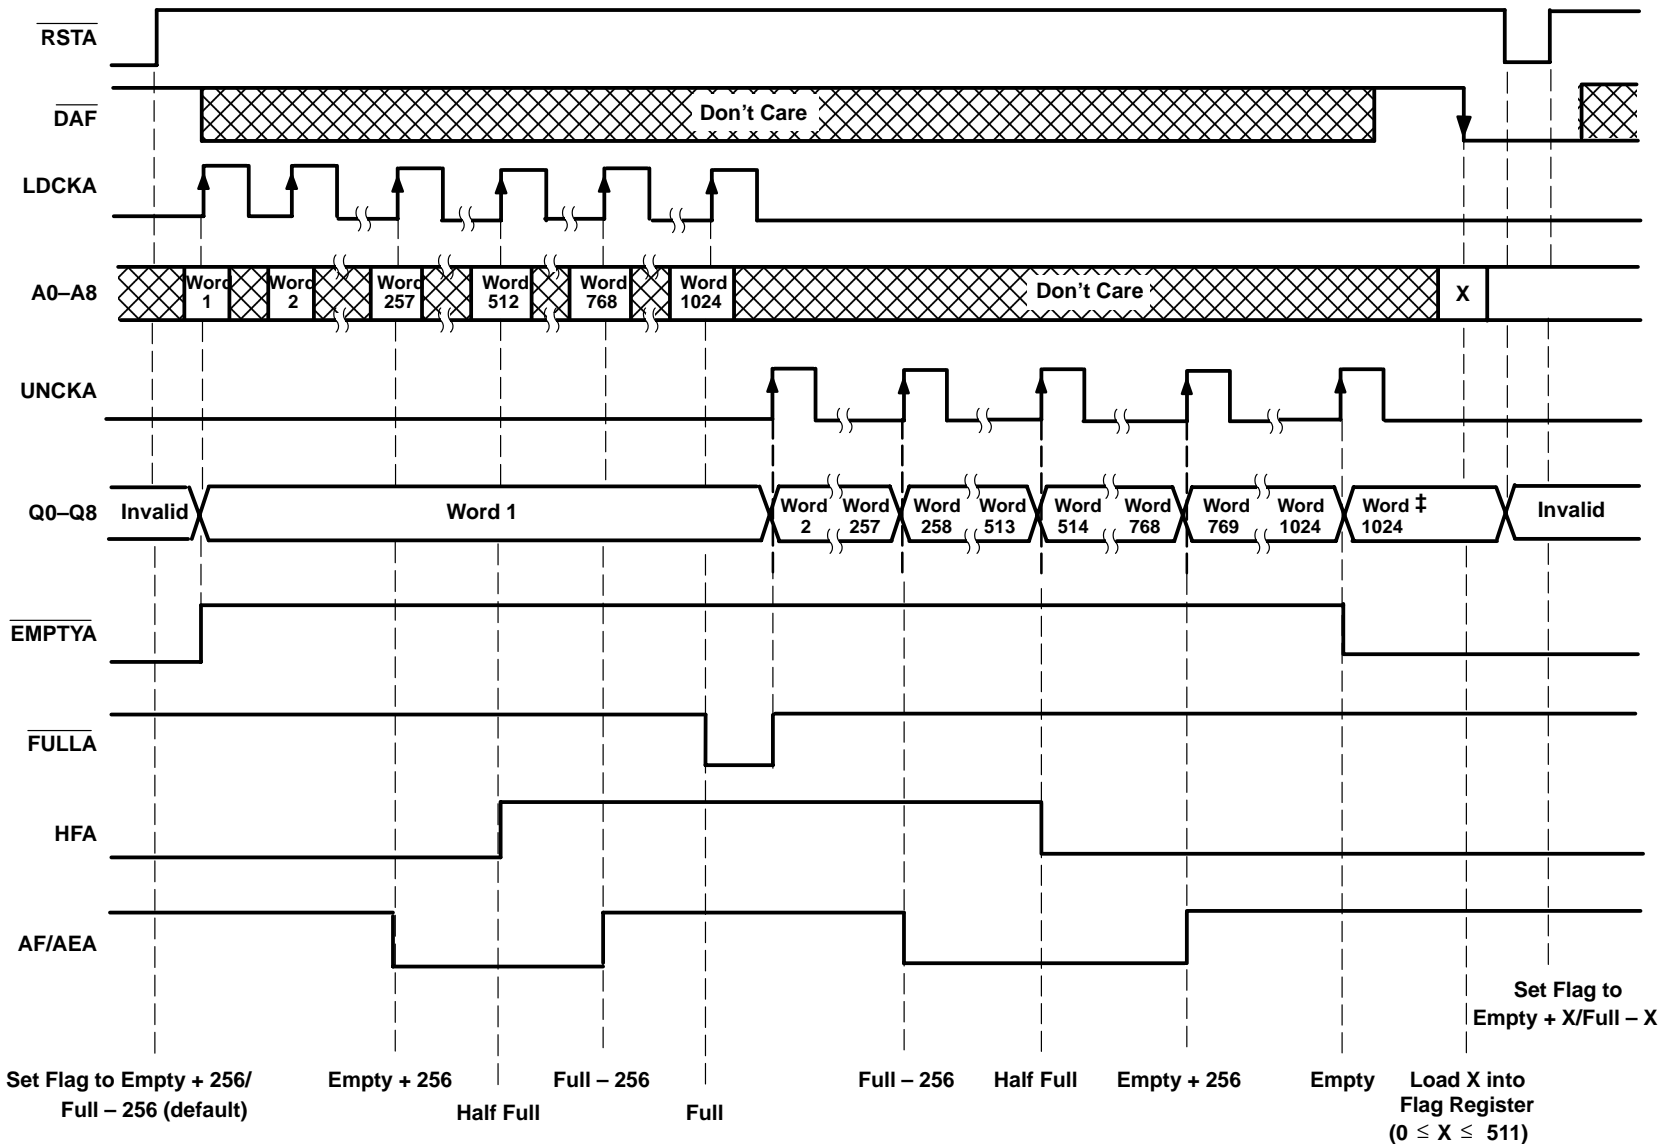 RSTA
DAF
Don't Care
LDCKA
A0–A8
Word 1
Word 2
Word 257
Word 512
Word 768
Word 1024
Don't Care
X
UNCKA
Q0–Q8
Invalid
Word 1
Word 2
Word 257
Word 258
Word 513
Word 514
Word 768
Word 769
Word 1024
Word ‡ 1024
Invalid
EMPTYA
FULLA
HFA
AF/AEA
Set Flag to
Empty + X/Full – X
Set Flag to Empty + 256/
Full – 256 (default)
Empty + 256
Half Full
Full – 256
Full
Full – 256
Half Full
Empty + 256
Empty
Load X into
Flag Register
(0 ≤ X ≤ 511)